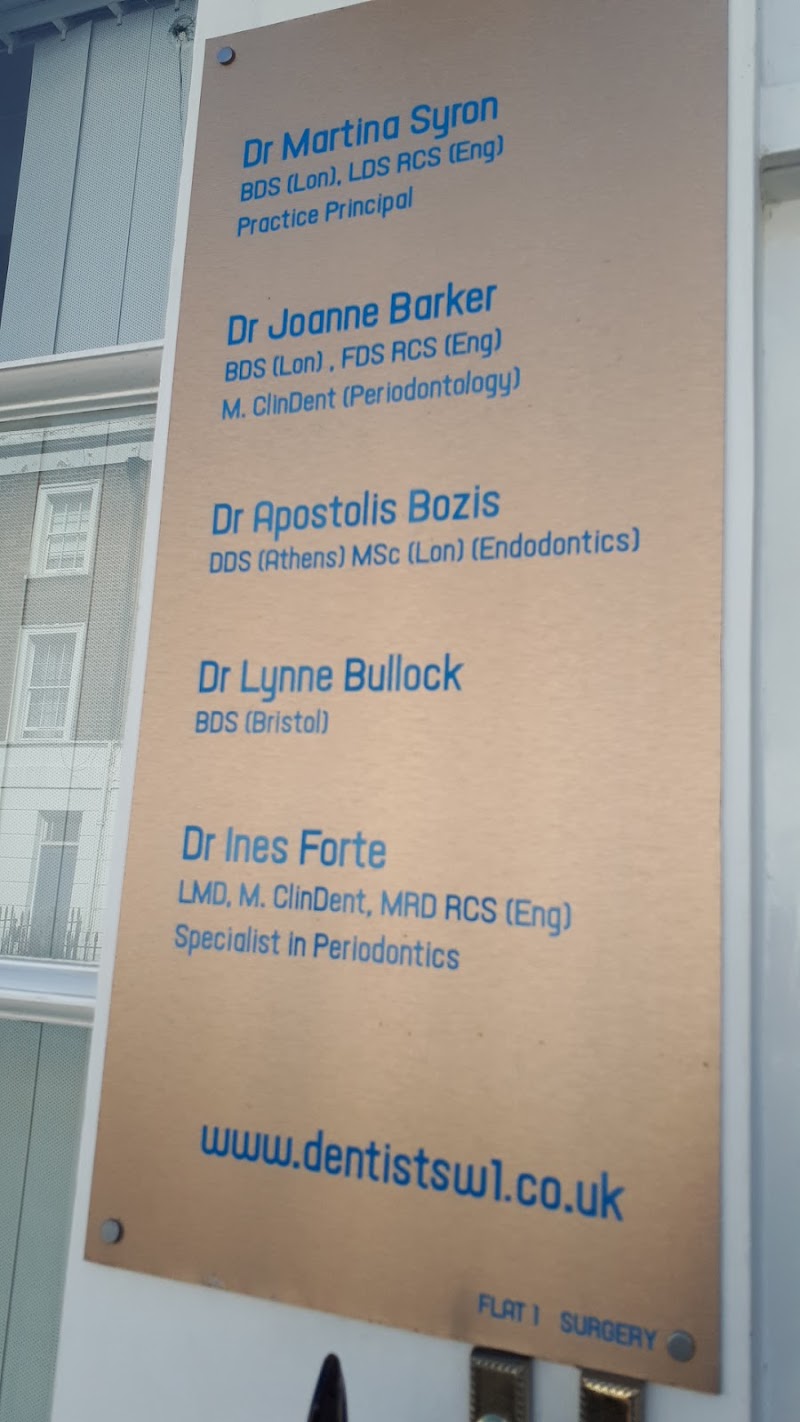 Dr Martina Syron
BDS (Lon), LDS RCS (Eng)
Practice Principal
Dr Joanne Barker
BDS (Lon) , FDS RCS (Eng)
M. ClinDent (Periodontology)
Dr Apostolis Bozis
DDS (Athens) MSc (Lon) (Endodontics)
Dr Lynne Bullock
BDS (Bristol)
Dr Ines Forte
LMD, M. ClinDent, MRD RCS (Eng)
Specialist in Periodontics
www.dentistsw1.co.uk
FLAT 1 SURGERY